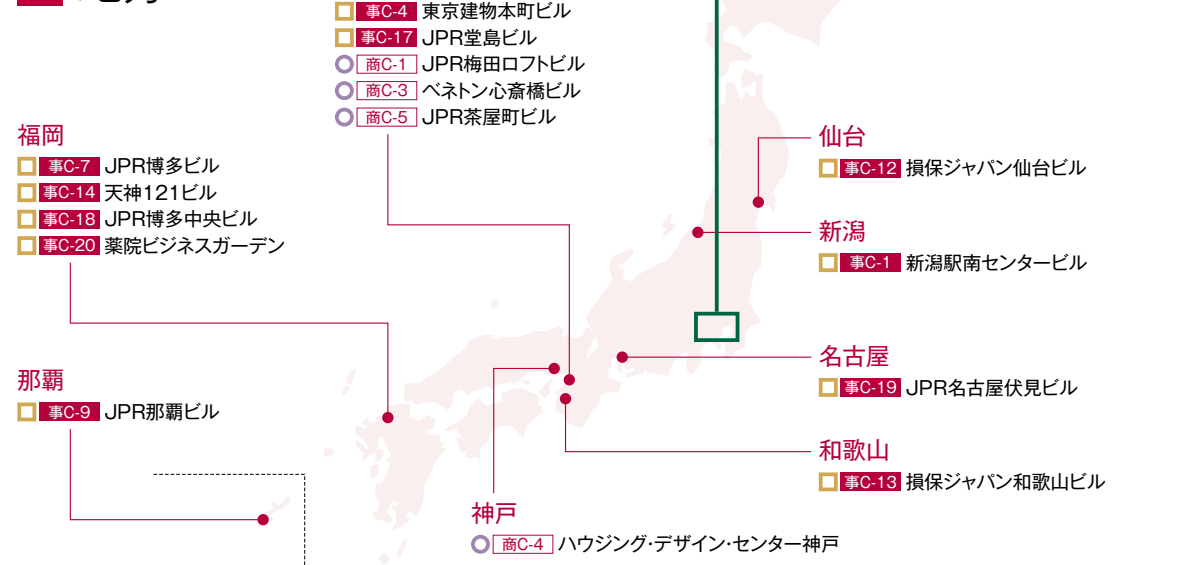 事C-4 東京建物本町ビル
事C-17 JPR堂島ビル
商C-1 JPR梅田ロフトビル
商C-3 ベネトン心斎橋ビル
商C-5 JPR茶屋町ビル
福岡
事C-7 JPR博多ビル
事C-14 天神121ビル
事C-18 JPR博多中央ビル
事C-20 薬院ビジネスガーデン
那覇
事C-9 JPR那覇ビル
仙台
事C-12 損保ジャパン仙台ビル
新潟
事C-1 新潟駅南センタービル
名古屋
事C-19 JPR名古屋伏見ビル
和歌山
事C-13 損保ジャパン和歌山ビル
神戸
商C-4 ハウジング・デザイン・センター神戸